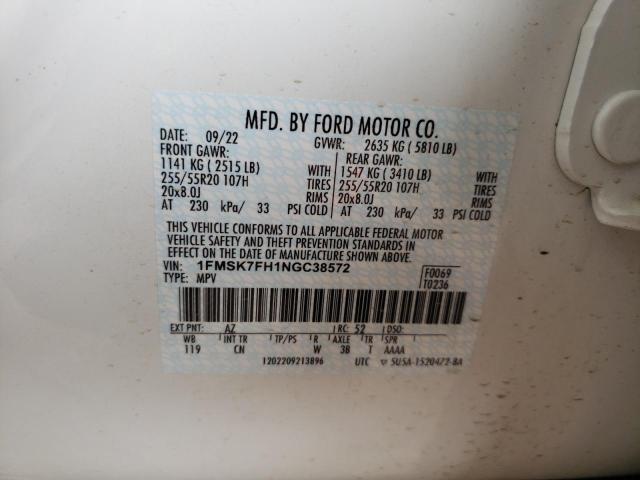 MFD. BY FORD MOTOR CO.
DATE: 09/22 GVWR: 2635 KG ( 5810 LB)
FRONT GAWR: REAR GAWR:
1141 KG ( 2515 LB) 1547 KG ( 3410 LB)
255/55R20 107H TIRES 255/55R20 107H TIRES
20x8.0J RIMS 20x8.0J RIMS
AT 230 kPa/ 33 PSI COLD AT 230 kPa/ 33 PSI COLD
THIS VEHICLE CONFORMS TO ALL APPLICABLE FEDERAL MOTOR
VEHICLE SAFETY AND THEFT PREVENTION STANDARDS IN
EFFECT ON THE DATE OF MANUFACTURE SHOWN ABOVE.
VIN: 1FMSK7FH1NGC38572 F0069
TYPE: MPV T0236
EXT PNT: AZ RC: 52 DSO:
WB INT TR TP/PS R AXLE TR SPR
119 CN W 38 T AAAA
1202209213896 UTC ▽ 5U5A-1520472-BA